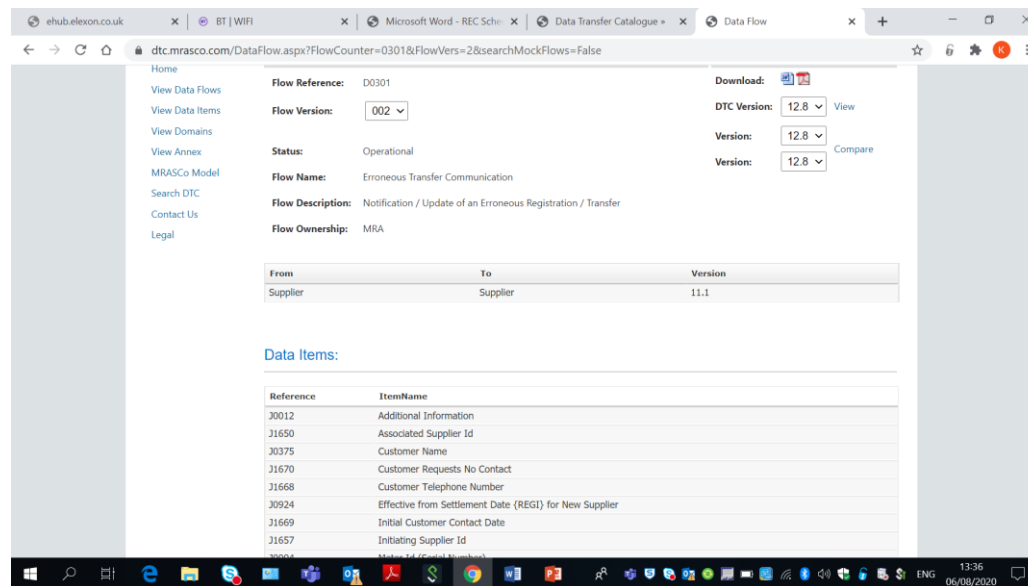 ehub.elexon.co.uk
BT | WIFI
Microsoft Word - REC Sche
Data Transfer Catalogue »
Data Flow
dtc.mrasco.com/DataFlow.aspx?FlowCounter=0301&FlowVers=2&searchMockFlows=False
K
Home
View Data Flows
View Data Items
View Domains
View Annex
MRASCo Model
Search DTC
Contact Us
Legal
Flow Reference: D0301
Flow Version: 002
Status: Operational
Flow Name: Erroneous Transfer Communication
Flow Description: Notification / Update of an Erroneous Registration / Transfer
Flow Ownership: MRA
Download:
DTC Version: 12.8 View
Version: 12.8
Compare
Version: 12.8
From To Version
Supplier Supplier 11.1
Data Items:
Reference ItemName
J0012 Additional Information
J1650 Associated Supplier Id
J0375 Customer Name
J1670 Customer Requests No Contact
J1668 Customer Telephone Number
J0924 Effective from Settlement Date {REGI} for New Supplier
J1669 Initial Customer Contact Date
J1657 Initiating Supplier Id
J0004 Meter Id (Serial Number)
ENG
13:36
06/08/2020